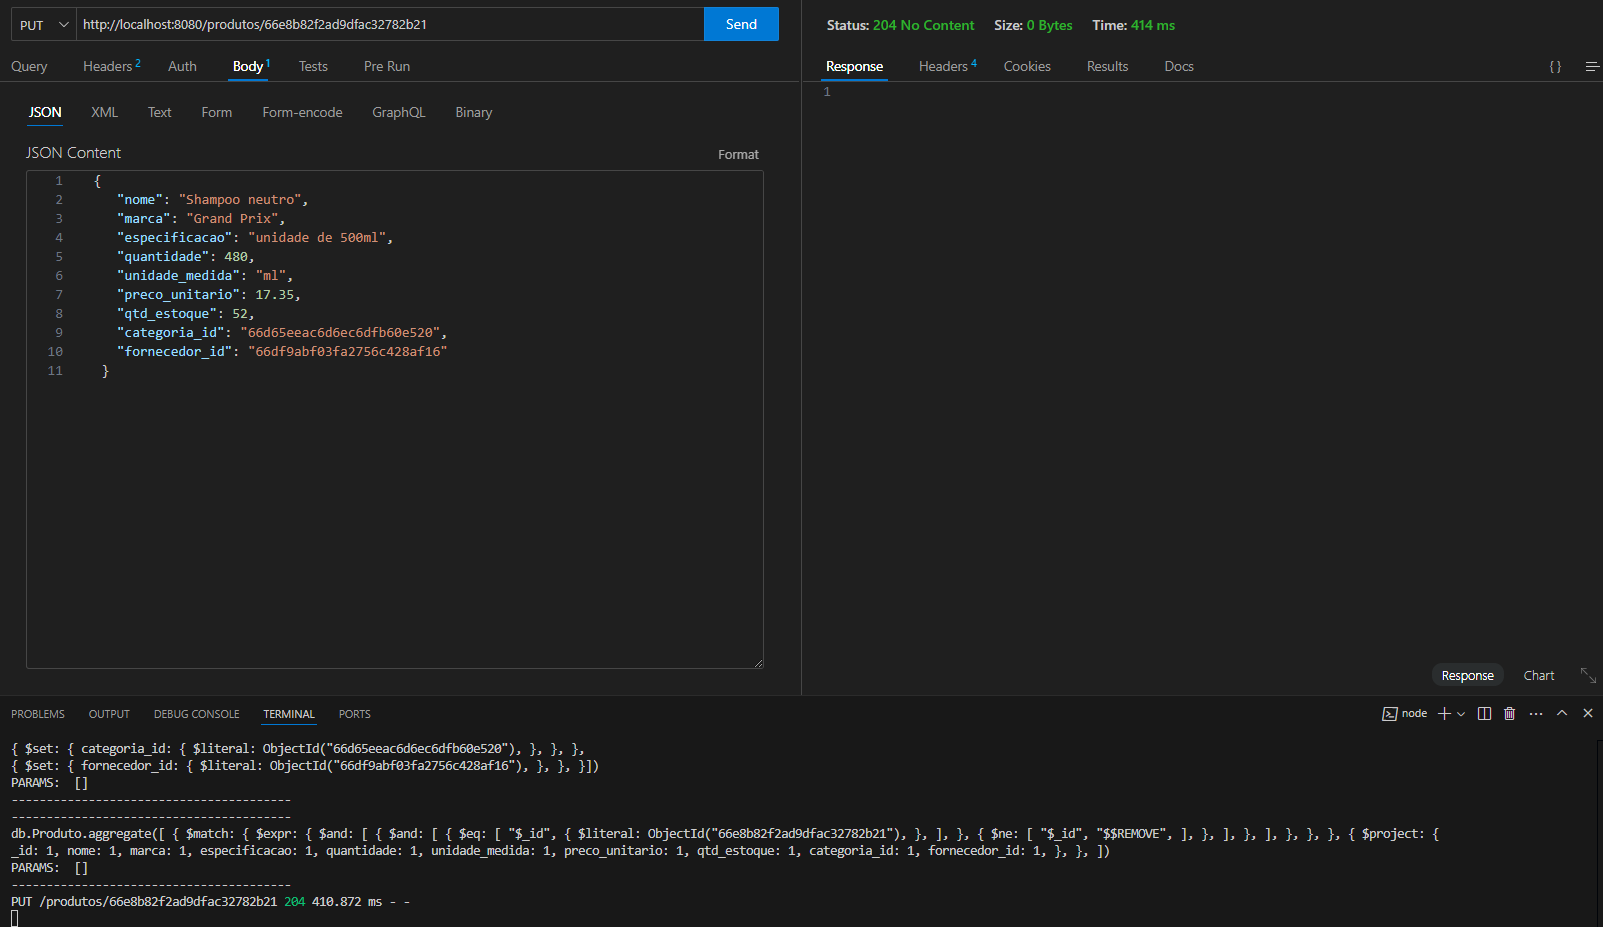 PUT http://localhost:8080/produtos/66e8b82f2ad9dfac32782b21 Send
Query Headers 2 Auth Body 1 Tests Pre Run
JSON XML Text Form Form-encode GraphQL Binary
JSON Content Format
1 {
2 "nome": "Shampoo neutro",
3 "marca": "Grand Prix",
4 "especificacao": "unidade de 500ml",
5 "quantidade": 480,
6 "unidade_medida": "ml",
7 "preco_unitario": 17.35,
8 "qtd_estoque": 52,
9 "categoria_id": "66d65eeac6d6ec6dfb60e520",
10 "fornecedor_id": "66df9abf03fa2756c428af16"
11 }
Status: 204 No Content Size: 0 Bytes Time: 414 ms
Response Headers 4 Cookies Results Docs { }
1
Response Chart
PROBLEMS OUTPUT DEBUG CONSOLE TERMINAL PORTS node
{ $set: { categoria_id: { $literal: ObjectId("66d65eeac6d6ec6dfb60e520"), }, }, },
{ $set: { fornecedor_id: { $literal: ObjectId("66df9abf03fa2756c428af16"), }, }, }])
PARAMS: []
----------------------------------------
----------------------------------------
db.Produto.aggregate([ { $match: { $expr: { $and: [ { $and: [ { $eq: [ "$_id", { $literal: ObjectId("66e8b82f2ad9dfac32782b21"), }, ], }, { $ne: [ "$_id", "$$REMOVE", ], }, ], }, ], }, }, }, { $project: {
_id: 1, nome: 1, marca: 1, especificacao: 1, quantidade: 1, unidade_medida: 1, preco_unitario: 1, qtd_estoque: 1, categoria_id: 1, fornecedor_id: 1, }, }, ])
PARAMS: []
----------------------------------------
PUT /produtos/66e8b82f2ad9dfac32782b21 204 410.872 ms - -